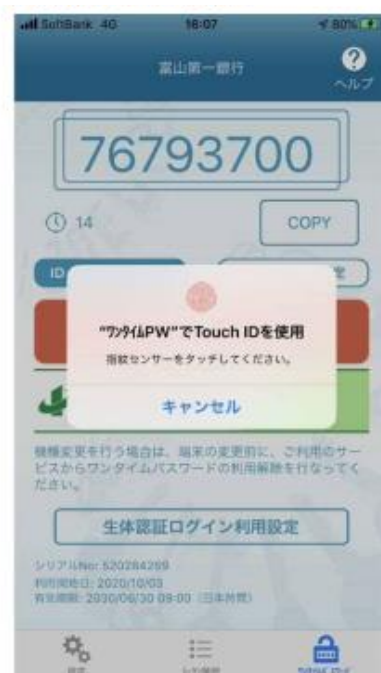 SoftBank 4G 16:07 80%
富山第一銀行
ヘルプ
76793700
14
COPY
ID
定
"ワンタイムPW"でTouch IDを使用
指紋センサーをタッチしてください。
キャンセル
機種変更を行う場合は、端末の変更前に、ご利用のサー
ビスからワンタイムパスワードの利用解除を行なってく
ださい。
生体認証ログイン利用設定
シリアルNo: 520284269
利用開始日: 2020/10/03
有効期限: 2030/06/30 09:00（日本時間）